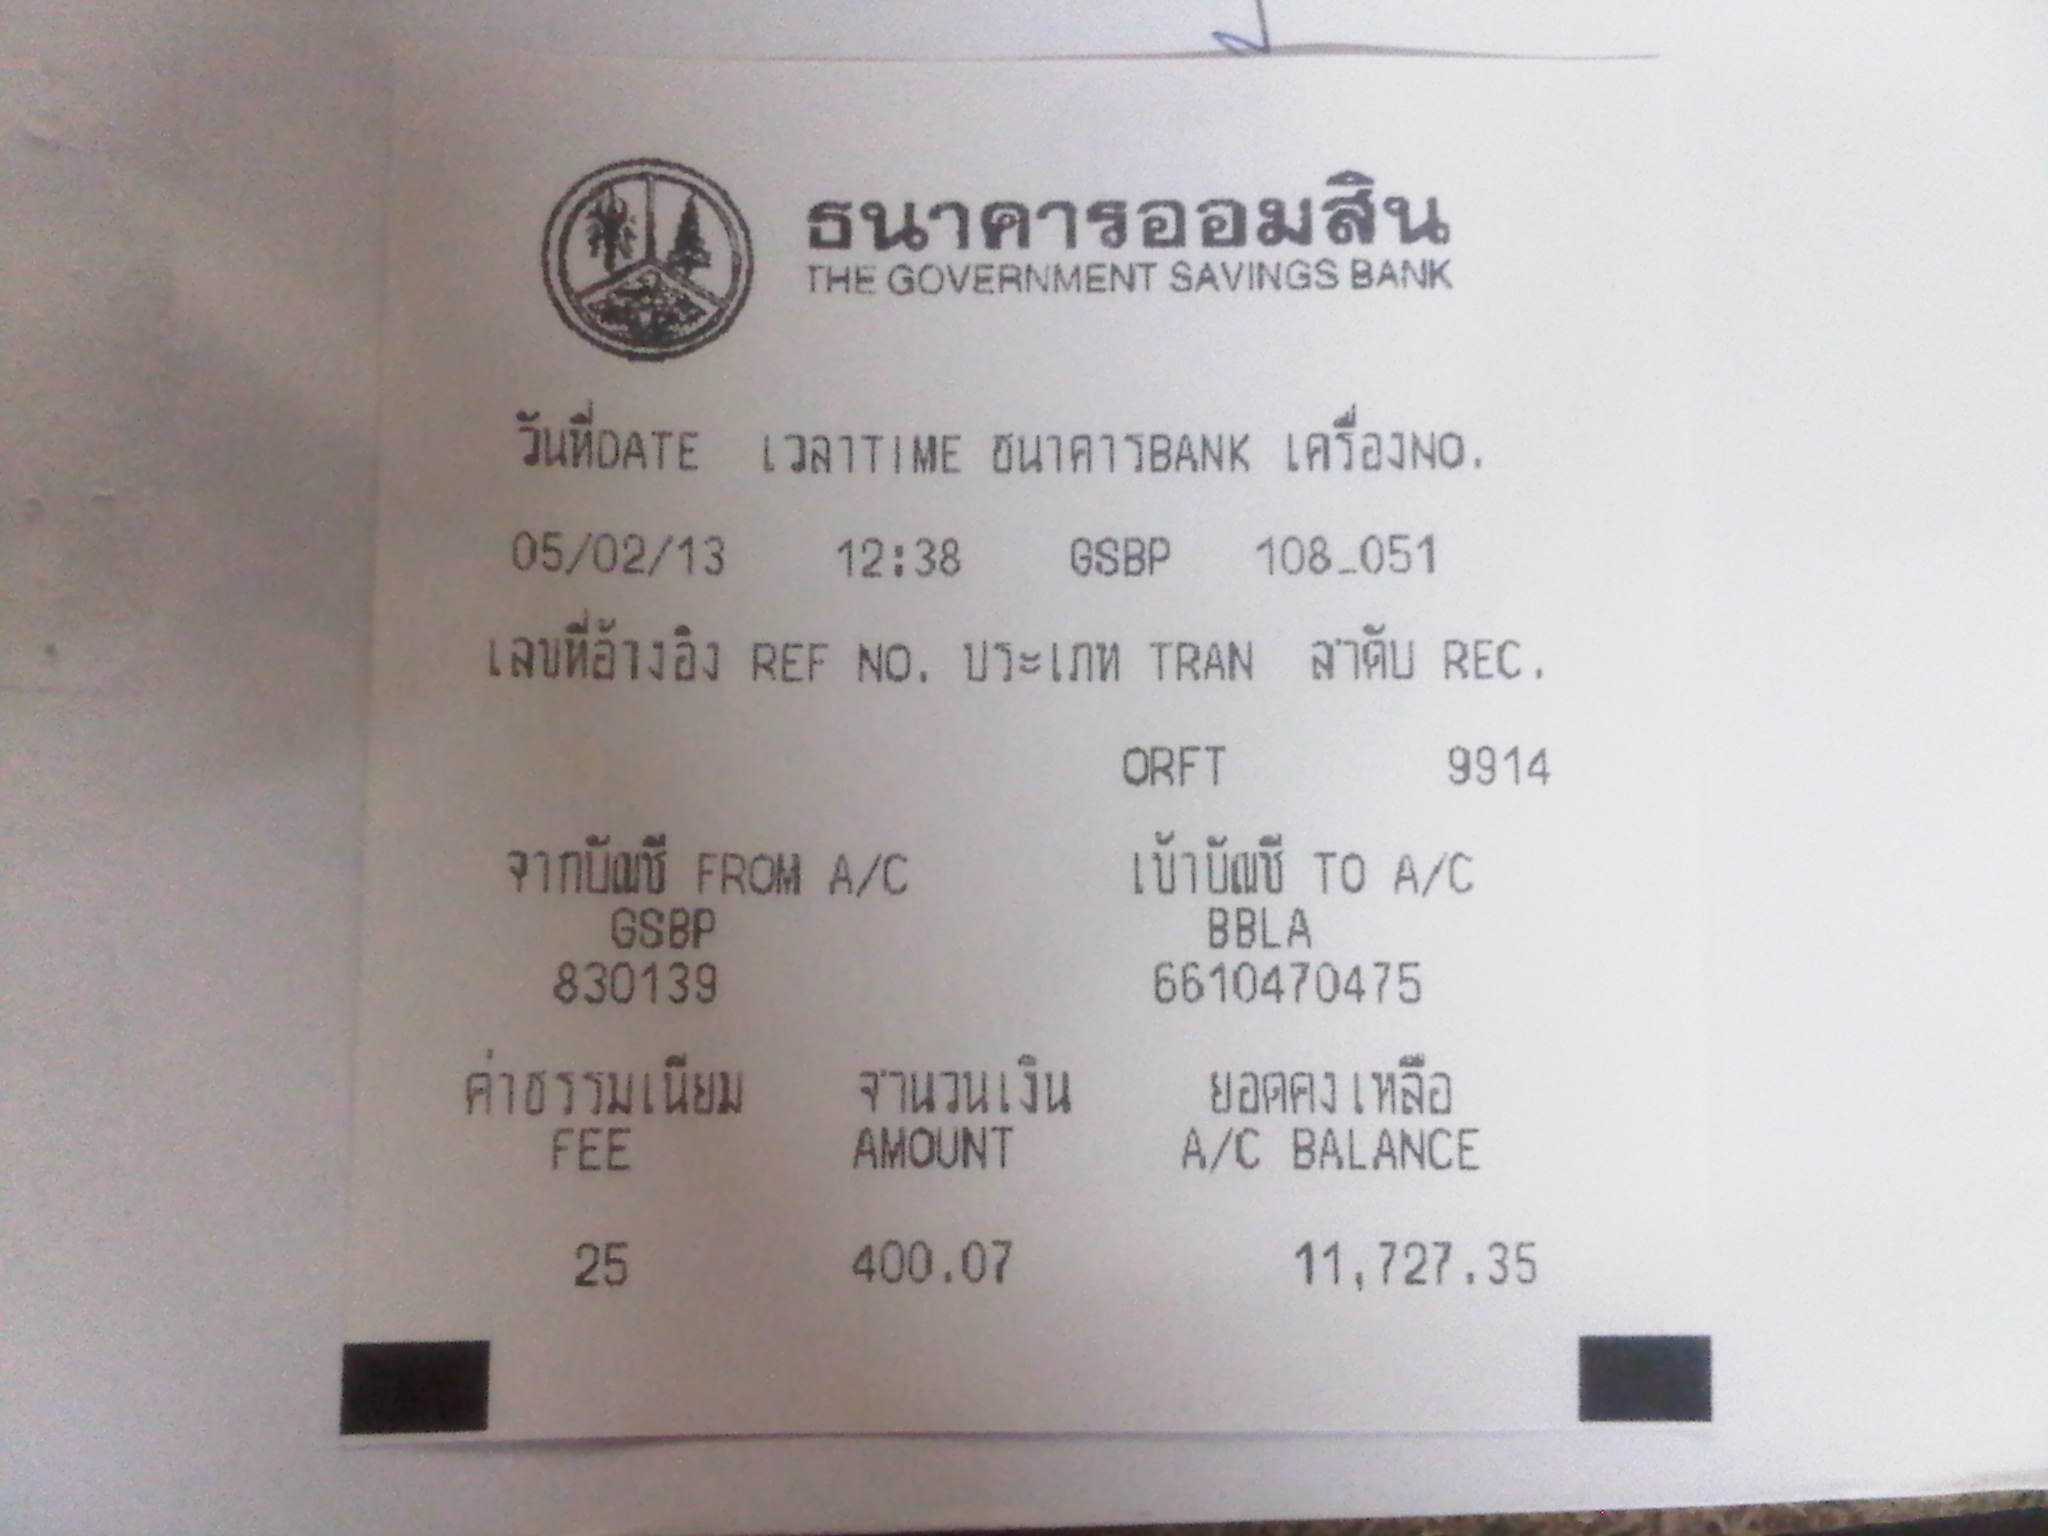 ธนาคารออมสิน
THE GOVERNMENT SAVINGS BANK
วันที่DATE เวลาTIME ธนาคารBANK เครื่องNO.
05/02/13 12:38 GSBP 108_051
เลขที่อ้างอิง REF NO. ประเภท TRAN ลำดับ REC.
ORFT 9914
จากบัญชี FROM A/C เข้าบัญชี TO A/C
GSBP BBLA
830139 6610470475
ค่าธรรมเนียม จำนวนเงิน ยอดคงเหลือ
FEE AMOUNT A/C BALANCE
25 400.07 11,727.35